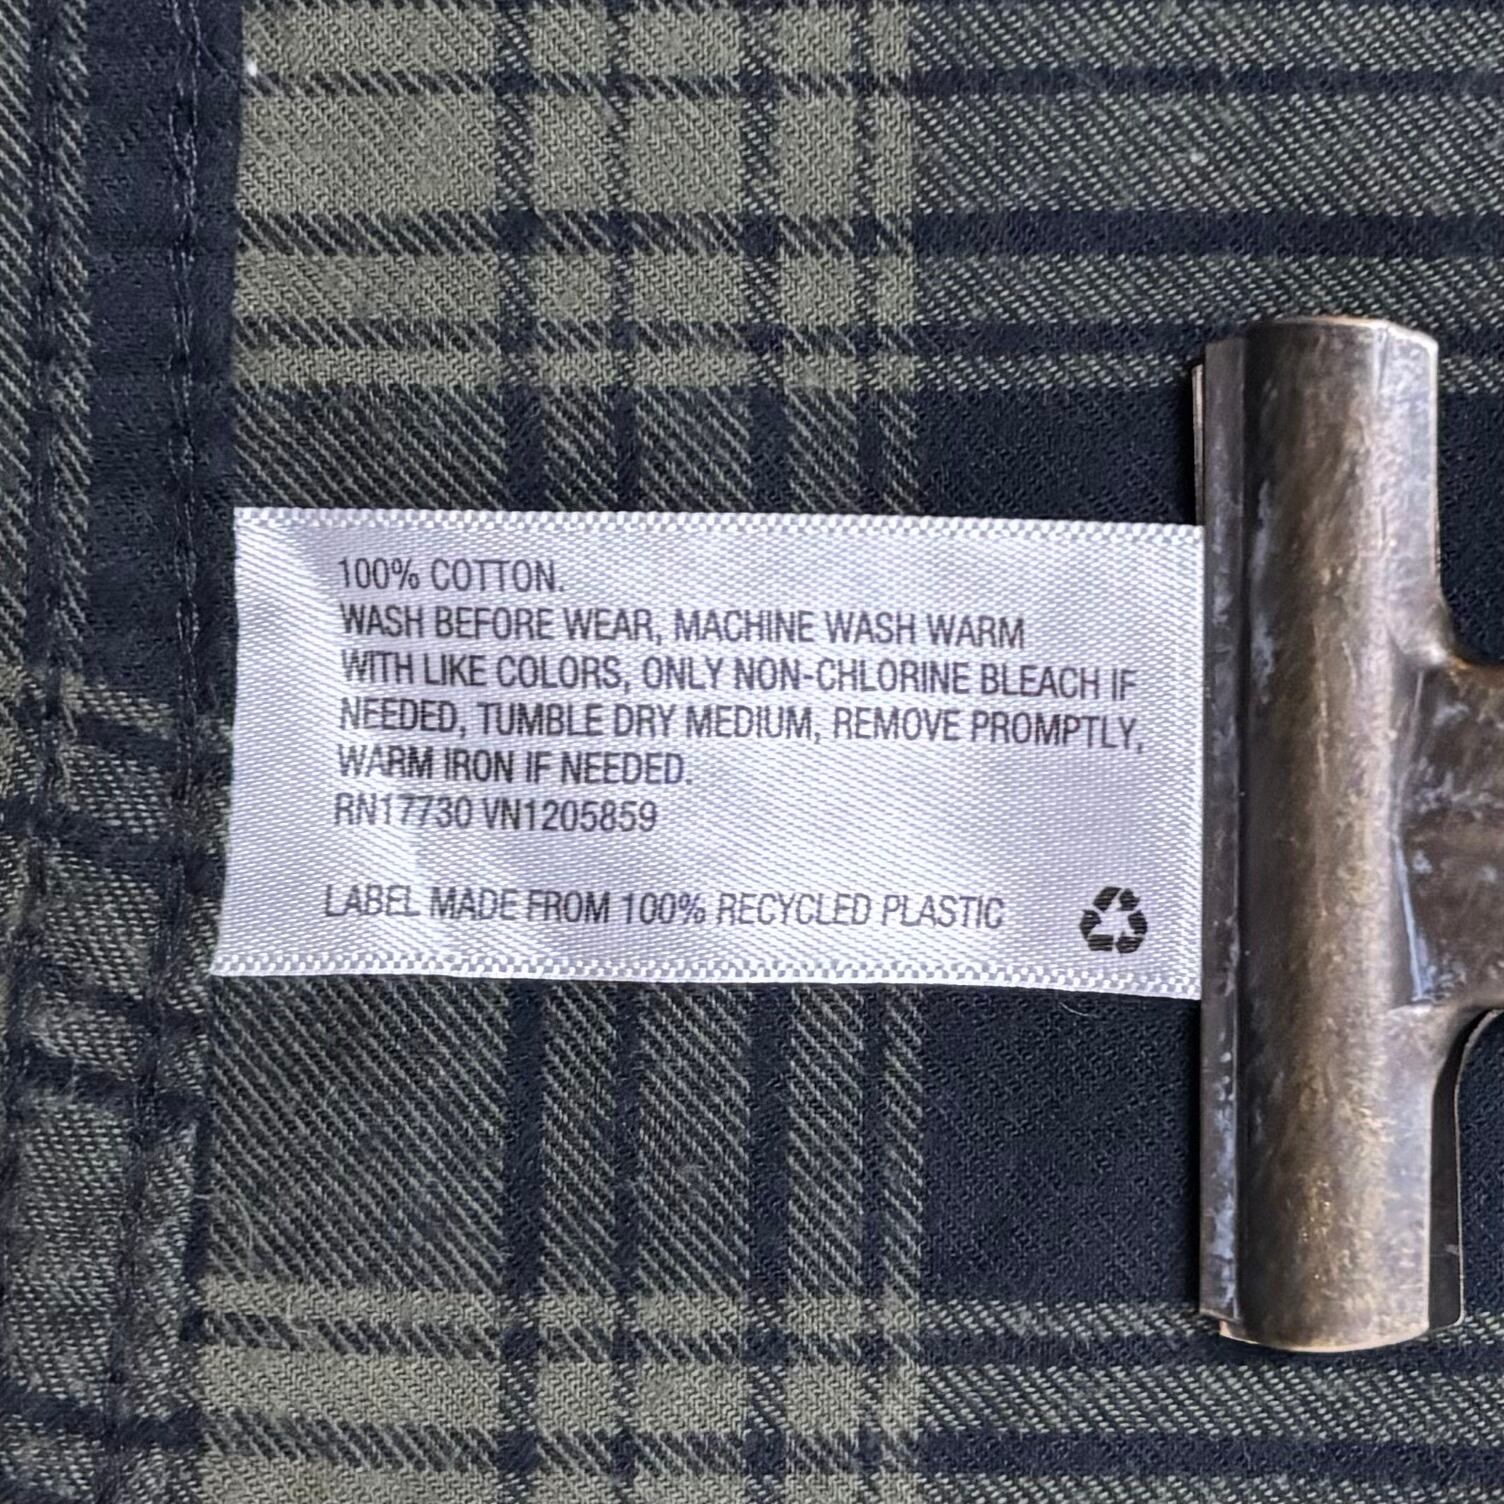 100% COTTON.
WASH BEFORE WEAR, MACHINE WASH WARM
WITH LIKE COLORS, ONLY NON-CHLORINE BLEACH IF
NEEDED, TUMBLE DRY MEDIUM, REMOVE PROMPTLY,
WARM IRON IF NEEDED.
RN17730 VN1205859
LABEL MADE FROM 100% RECYCLED PLASTIC